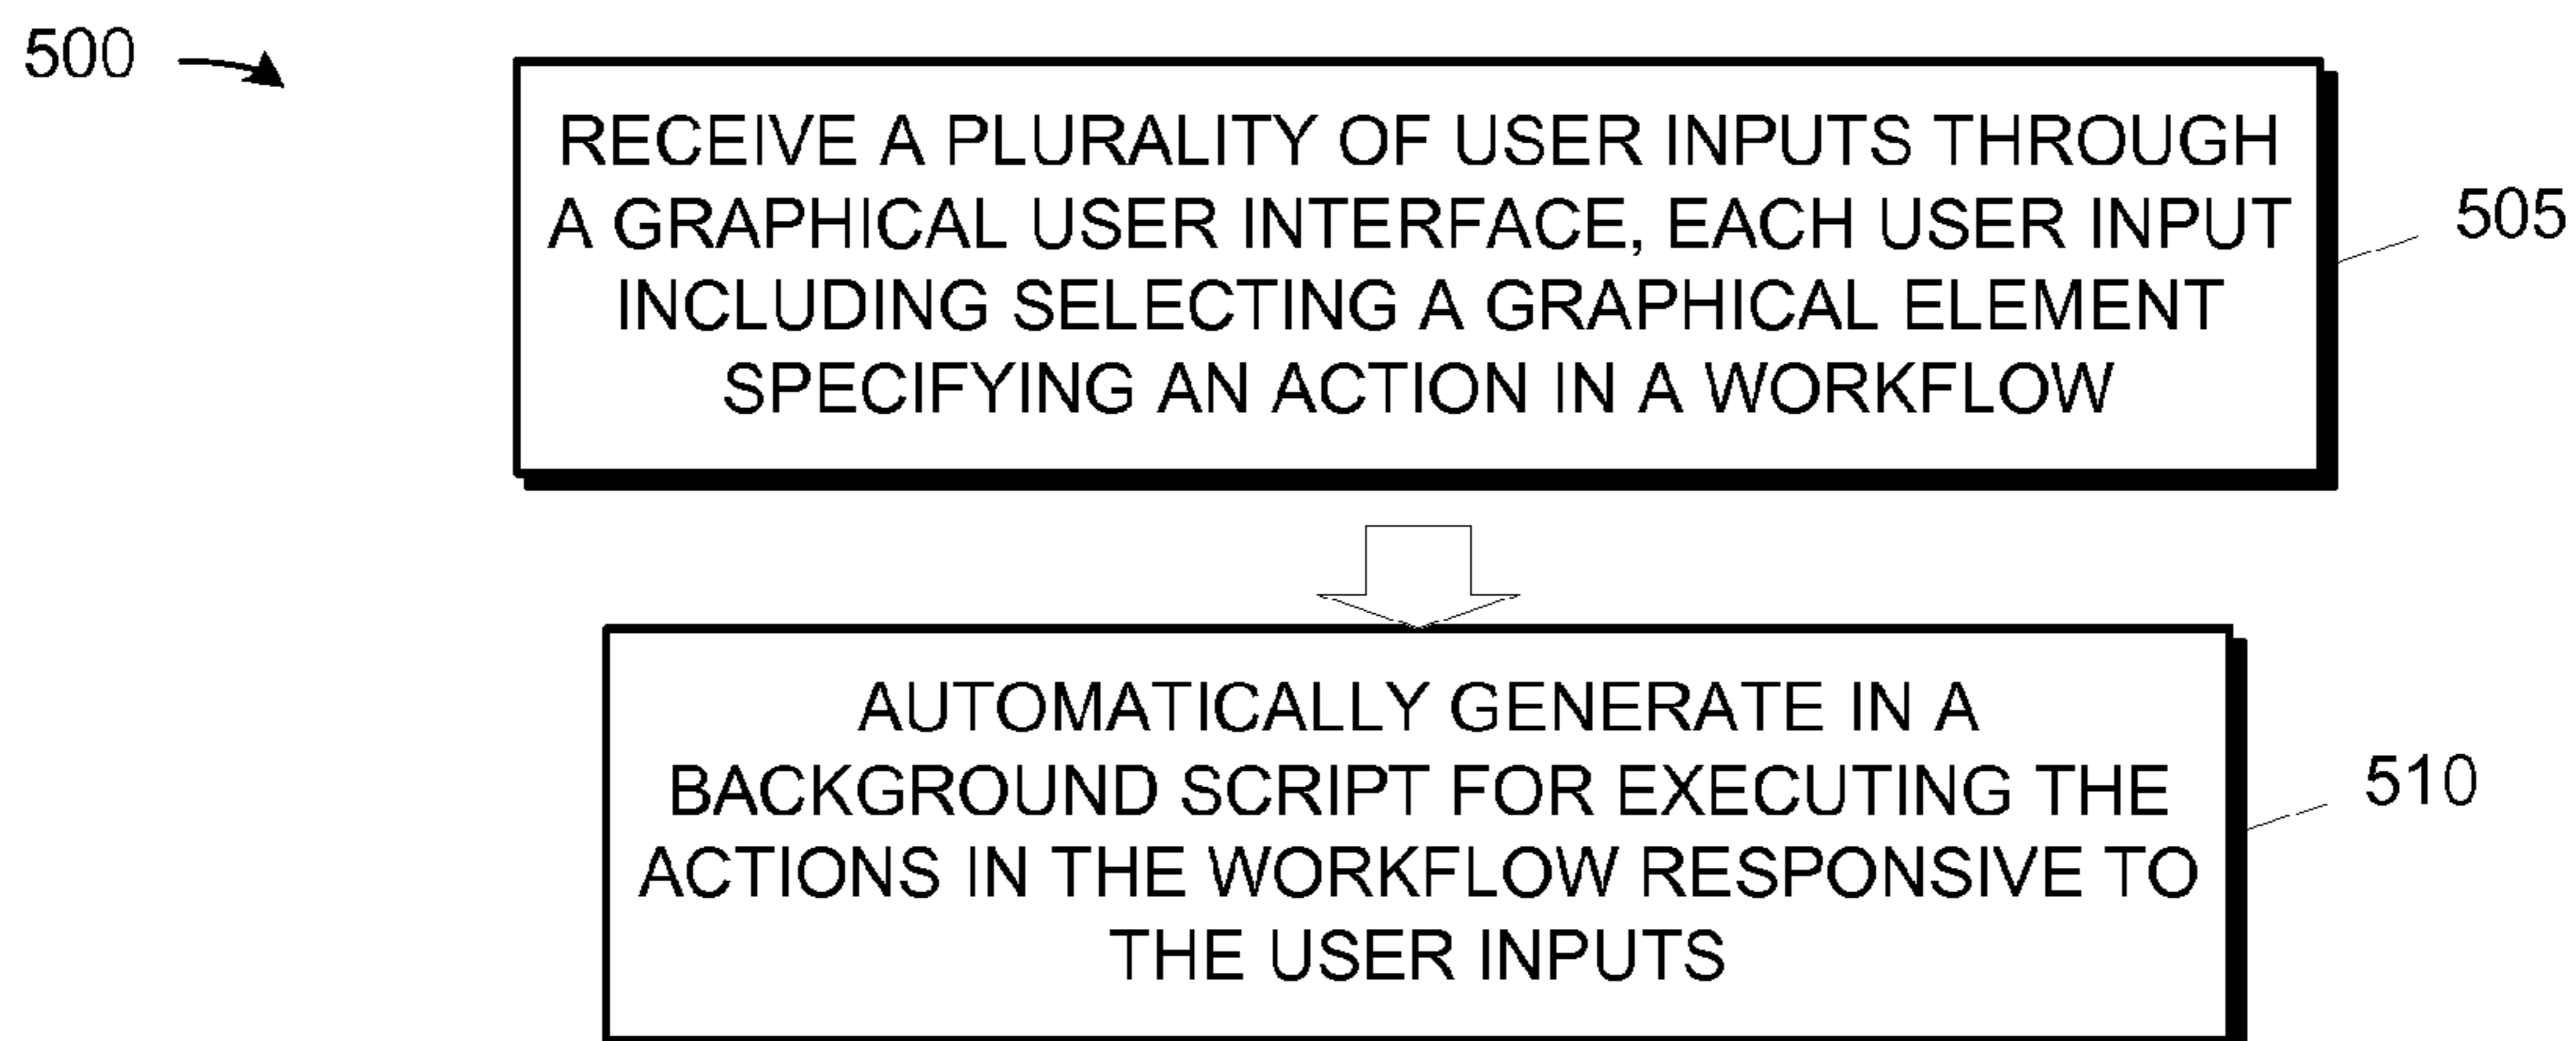 500
RECEIVE A PLURALITY OF USER INPUTS THROUGH
A GRAPHICAL USER INTERFACE, EACH USER INPUT
INCLUDING SELECTING A GRAPHICAL ELEMENT
SPECIFYING AN ACTION IN A WORKFLOW
505
AUTOMATICALLY GENERATE IN A
BACKGROUND SCRIPT FOR EXECUTING THE
ACTIONS IN THE WORKFLOW RESPONSIVE TO
THE USER INPUTS
510